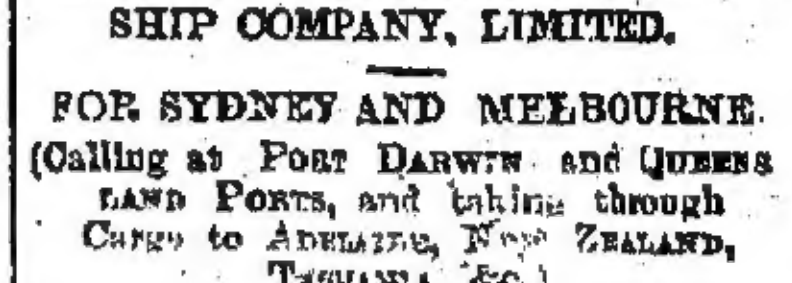 SHIP COMPANY, LIMITED.
FOR SYDNEY AND MELBOURNE.
(Calling at PORT DARWIN and QUEENS
LAND PORTS, and taking through
Cargo to ADELAIDE, New ZEALAND,
TASMANIA, &c.)